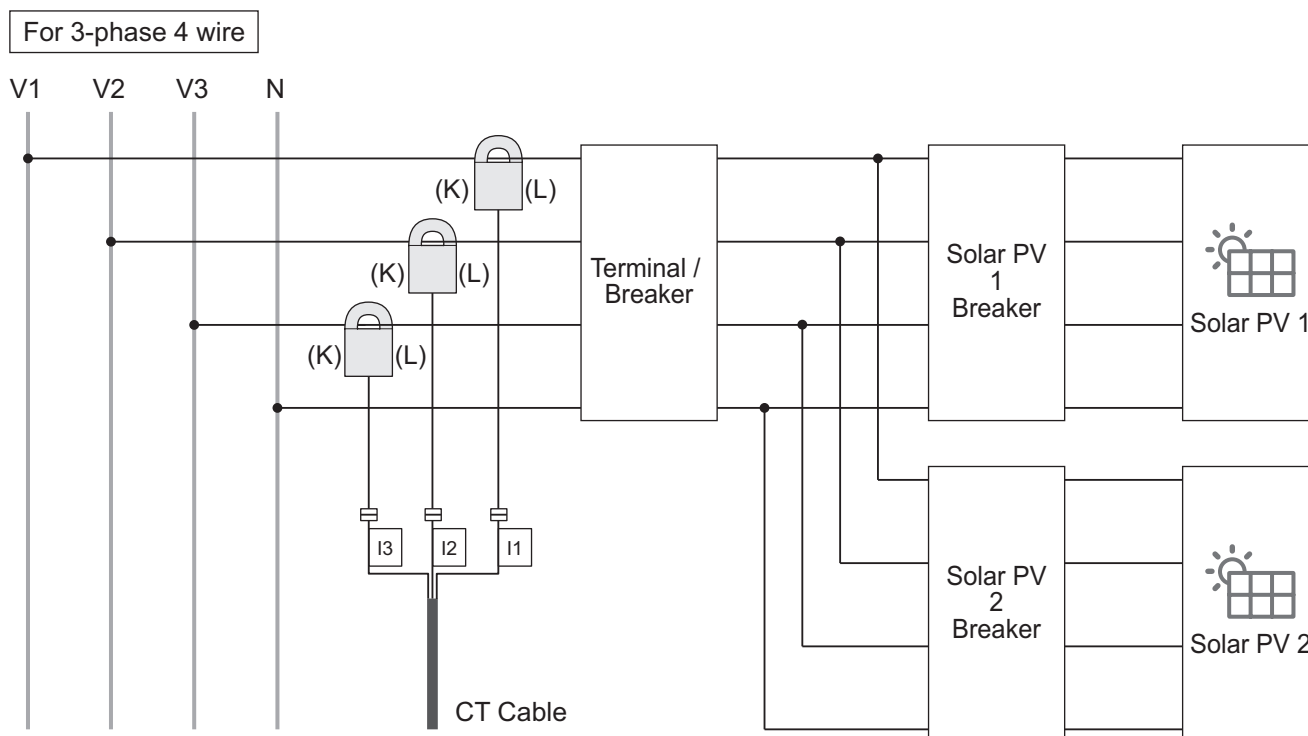 For 3-phase 4 wire
V1 V2 V3 N
(K) (L)
(K) (L)
(K) (L)
Terminal /
Breaker
Solar PV
1
Breaker
Solar PV 1
I3 I2 I1
CT Cable
Solar PV
2
Breaker
Solar PV 2